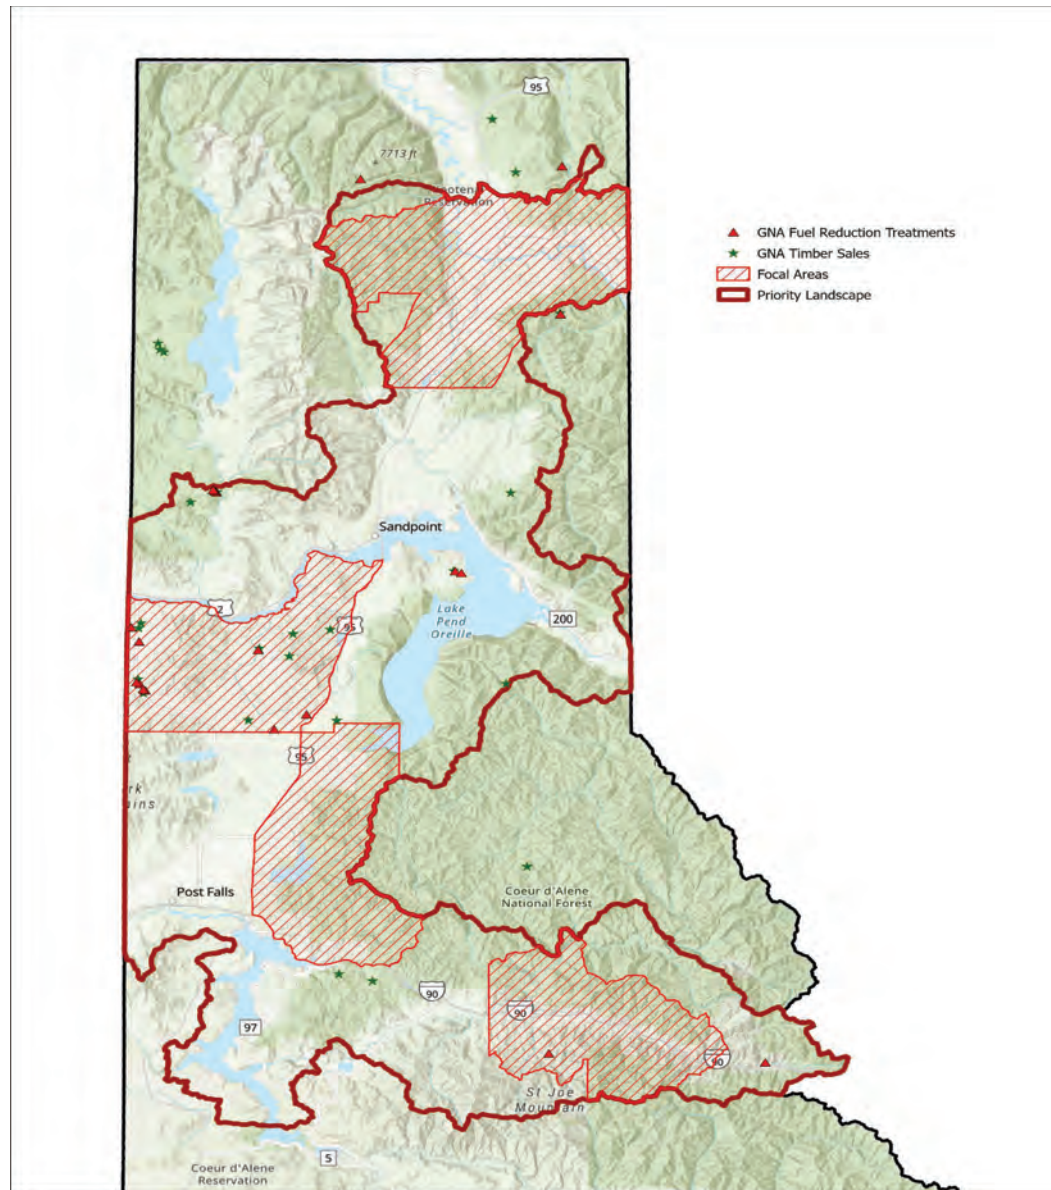 95
7713 ft
Reservation
GNA Fuel Reduction Treatments
GNA Timber Sales
Focal Areas
Priority Landscape
Sandpoint
2
95
Lake
Pend
Oreille
200
95
Post Falls
Coeur d'Alene
National Forest
90
90
97
90
St Joe
Mountain
5
Coeur d'Alene
Reservation